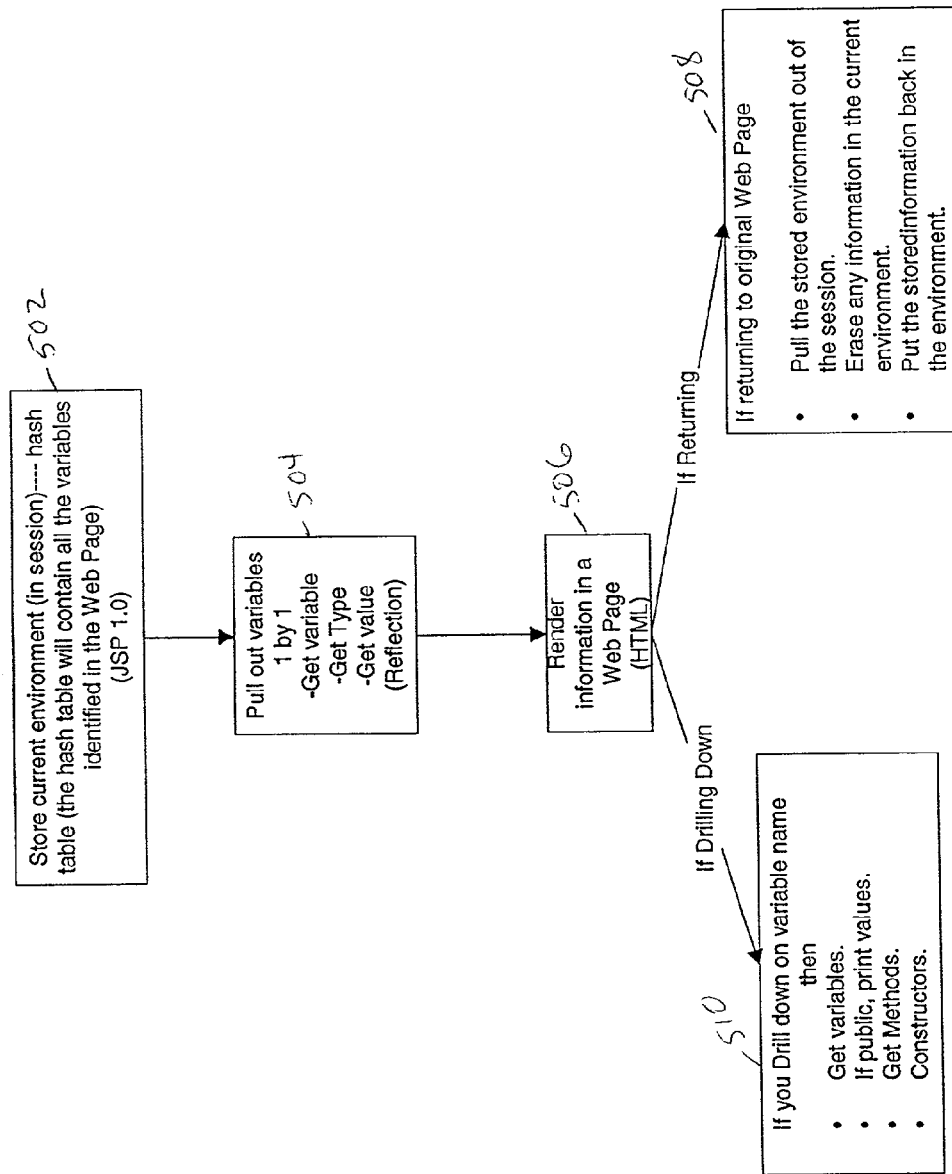 502
Store current environment (in session)---- hash
table (the hash table will contain all the variables
identified in the Web Page)
(JSP 1.0)
504
Pull out variables
1 by 1
-Get variable
-Get Type
-Get value
(Reflection)
506
Render
information in a
Web Page
(HTML)
If Drilling Down
If Returning
510
If you Drill down on variable name
then
• Get variables.
• If public, print values.
• Get Methods.
• Constructors.
508
If returning to original Web Page
• Pull the stored environment out of
the session.
• Erase any information in the current
environment.
• Put the storedinformation back in
the environment.